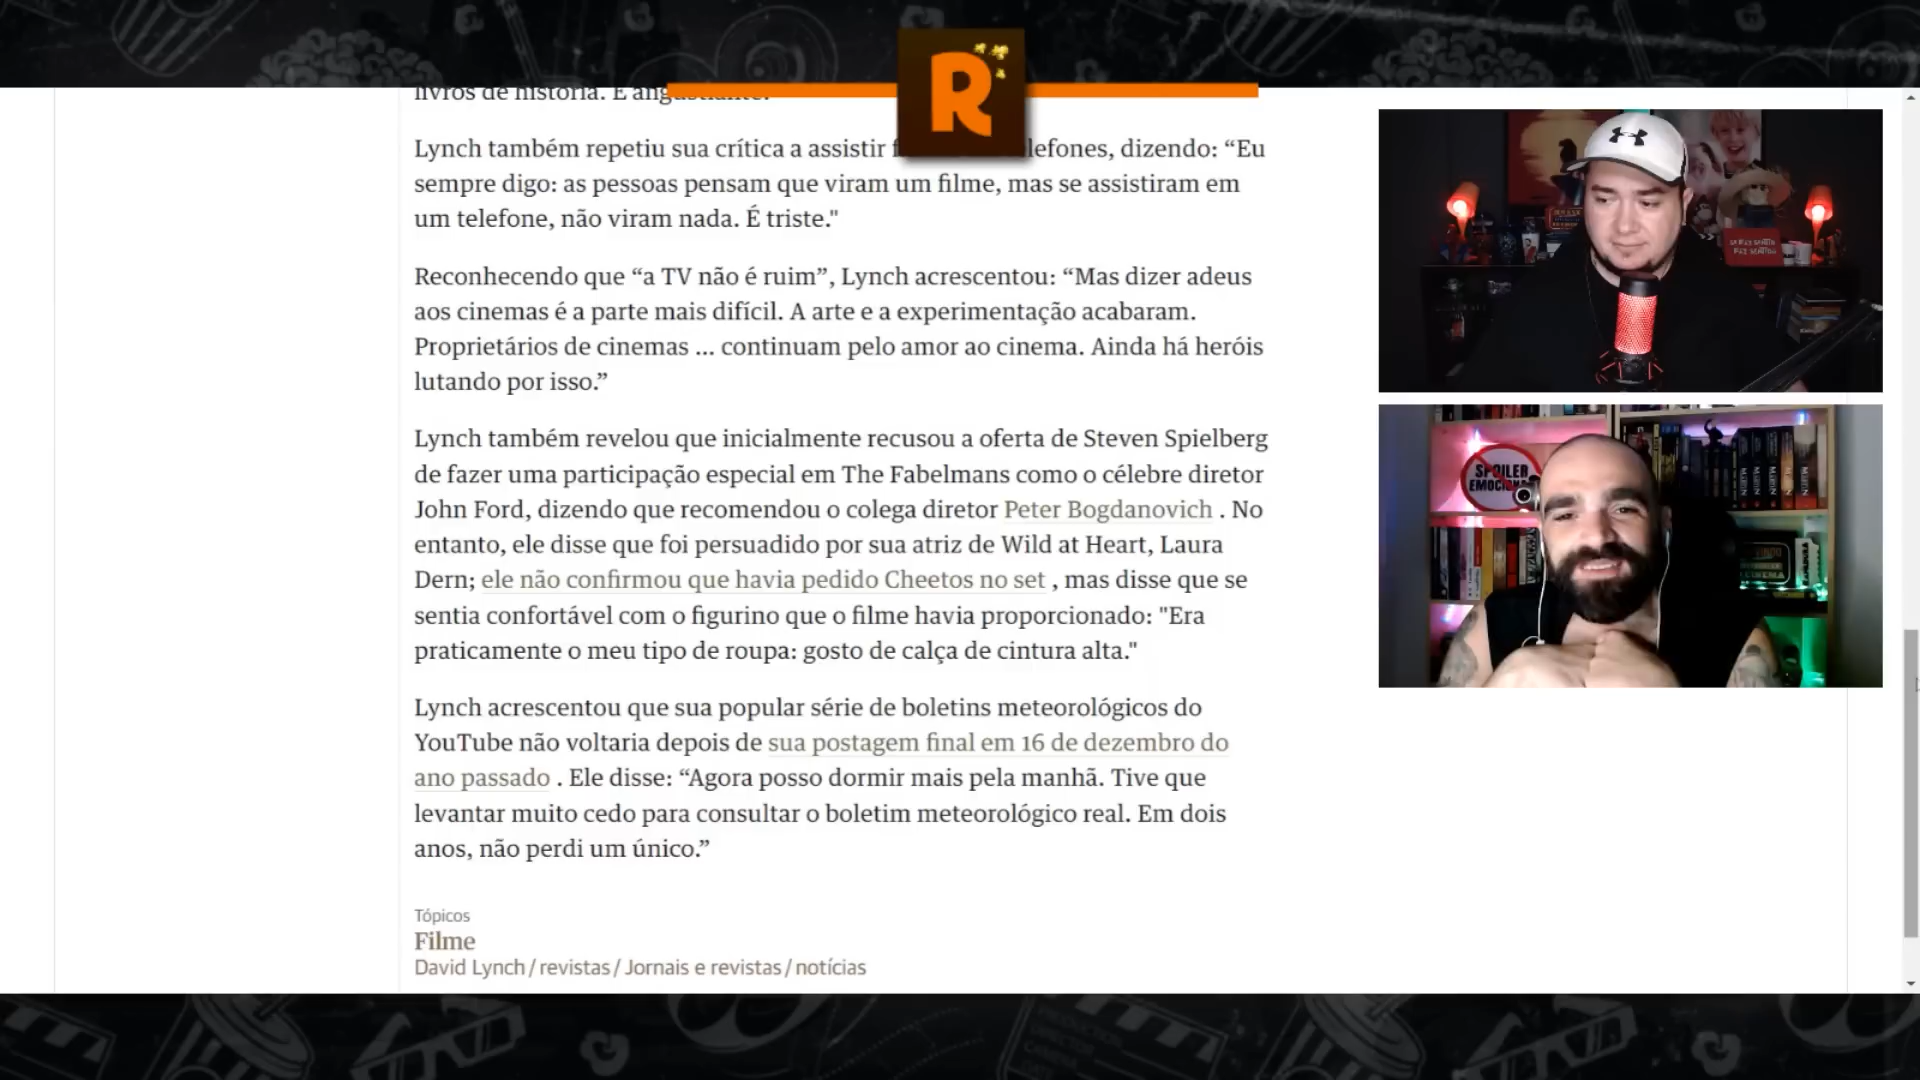 livros de história. É angustiante."
R
Lynch também repetiu sua crítica a assistir lefones, dizendo: “Eu
sempre digo: as pessoas pensam que viram um filme, mas se assistiram em
um telefone, não viram nada. É triste."
Reconhecendo que “a TV não é ruim”, Lynch acrescentou: “Mas dizer adeus
aos cinemas é a parte mais difícil. A arte e a experimentação acabaram.
Proprietários de cinemas ... continuam pelo amor ao cinema. Ainda há heróis
lutando por isso.”
Lynch também revelou que inicialmente recusou a oferta de Steven Spielberg
de fazer uma participação especial em The Fabelmans como o célebre diretor
John Ford, dizendo que recomendou o colega diretor Peter Bogdanovich . No
entanto, ele disse que foi persuadido por sua atriz de Wild at Heart, Laura
Dern; ele não confirmou que havia pedido Cheetos no set , mas disse que se
sentia confortável com o figurino que o filme havia proporcionado: "Era
praticamente o meu tipo de roupa: gosto de calça de cintura alta."
Lynch acrescentou que sua popular série de boletins meteorológicos do
YouTube não voltaria depois de sua postagem final em 16 de dezembro do
ano passado . Ele disse: “Agora posso dormir mais pela manhã. Tive que
levantar muito cedo para consultar o boletim meteorológico real. Em dois
anos, não perdi um único.”
Tópicos
Filme
David Lynch / revistas / Jornais e revistas / notícias
SPOILER